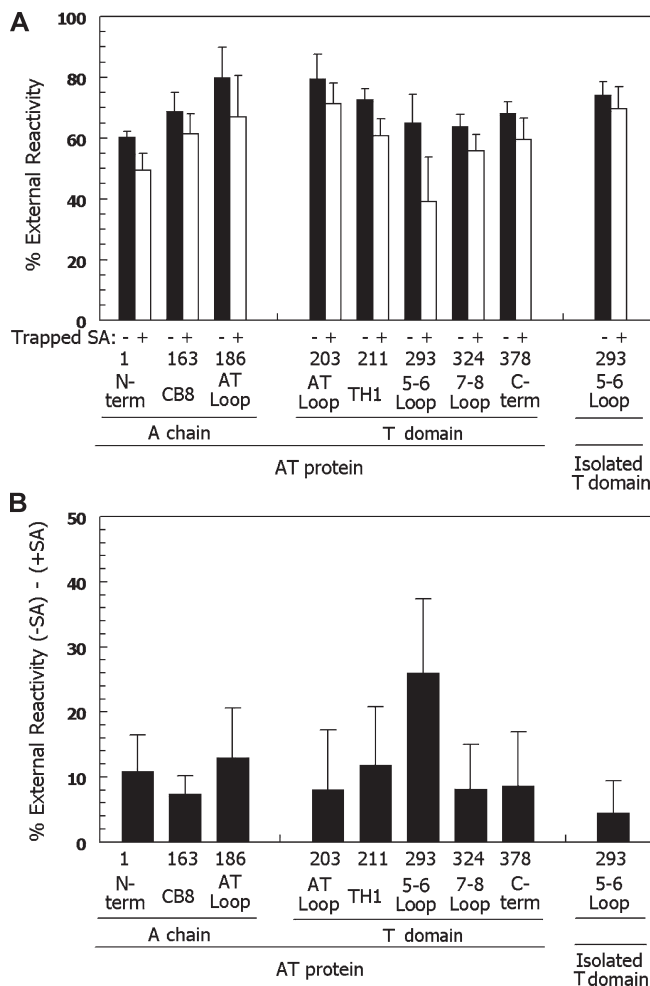 A
% External Reactivity
100
80
60
40
20
0
Trapped SA: - + - + - + - + - + - + - + - + - +
1 163 186 203 211 293 324 378 293
N-term CB8 AT Loop AT Loop TH1 5-6 Loop 7-8 Loop C-term 5-6 Loop
A chain T domain
AT protein Isolated T domain
B
% External Reactivity (-SA) - (+SA)
50
40
30
20
10
0
1 163 186 203 211 293 324 378 293
N-term CB8 AT Loop AT Loop TH1 5-6 Loop 7-8 Loop C-term 5-6 Loop
A chain T domain
AT protein Isolated T domain